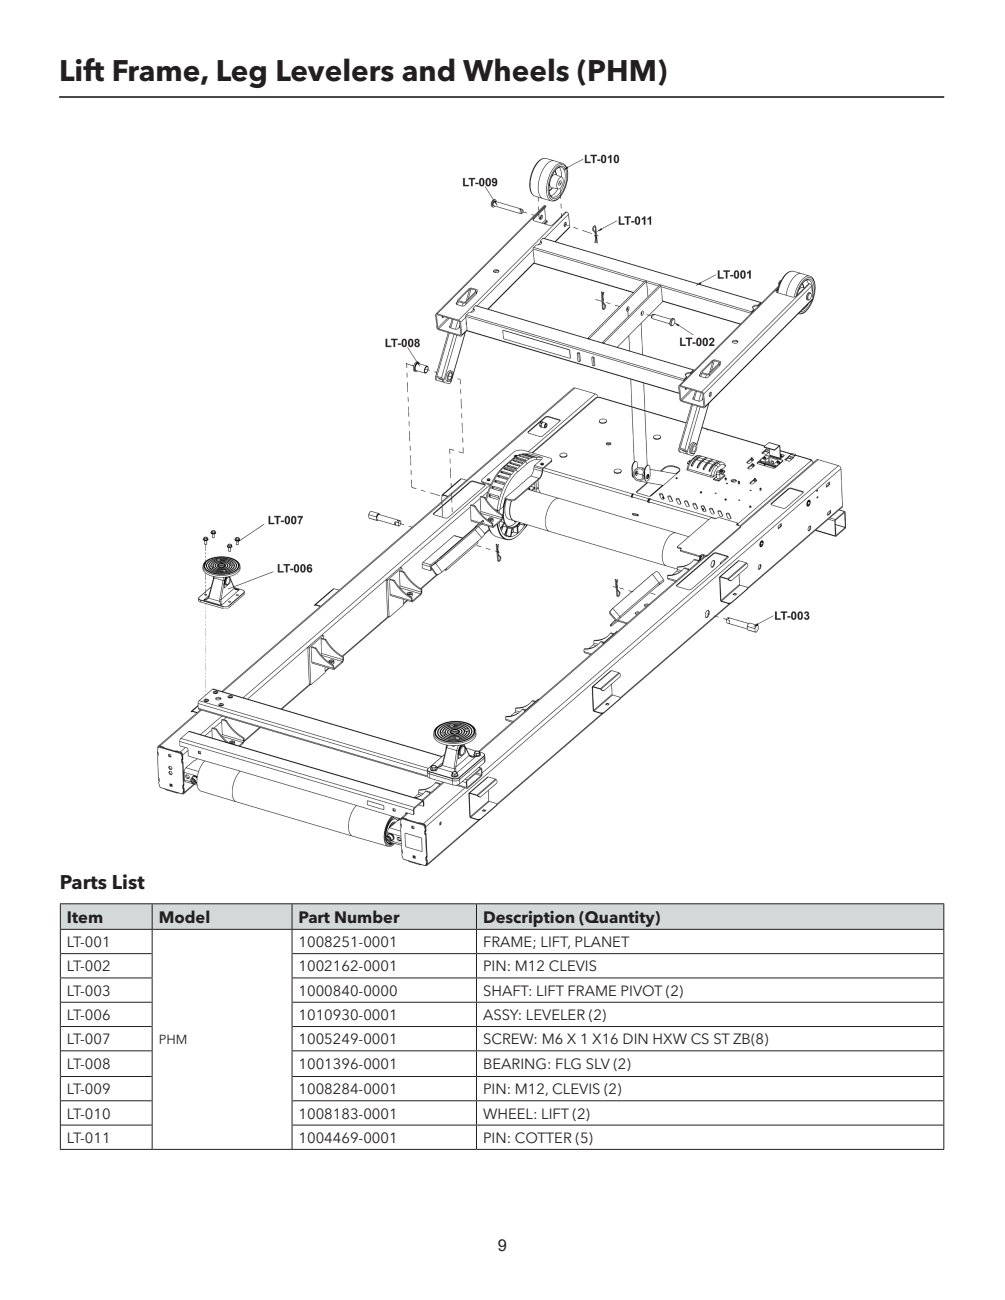 Lift Frame, Leg Levelers and Wheels (PHM)
LT-010
LT-009
LT-011
LT-001
LT-002
LT-008
LT-007
LT-006
LT-003
Parts List
Item Model Part Number Description (Quantity)
LT-001 1008251-0001 FRAME; LIFT, PLANET
LT-002 1002162-0001 PIN: M12 CLEVIS
LT-003 1000840-0000 SHAFT: LIFT FRAME PIVOT (2)
LT-006 1010930-0001 ASSY: LEVELER (2)
LT-007 PHM 1005249-0001 SCREW: M6 X 1 X16 DIN HXW CS ST ZB(8)
LT-008 1001396-0001 BEARING: FLG SLV (2)
LT-009 1008284-0001 PIN: M12, CLEVIS (2)
LT-010 1008183-0001 WHEEL: LIFT (2)
LT-011 1004469-0001 PIN: COTTER (5)
9